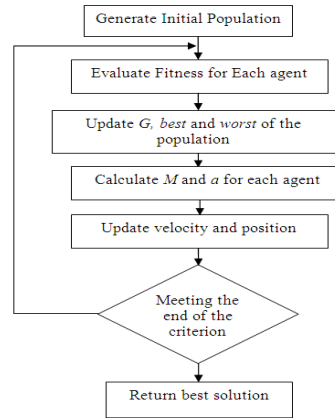 Generate Initial Population
Evaluate Fitness for Each agent
Update G, best and worst of the
population
Calculate M and a for each agent
Update velocity and position
Meeting the
end of the
criterion
Return best solution